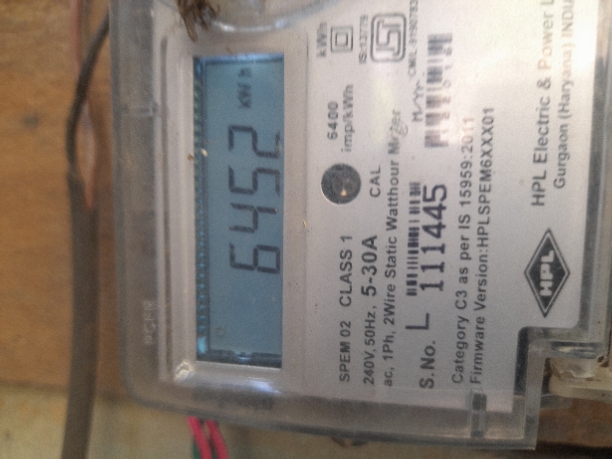 6452 kWh
kWh
6400
imp/kWh
IS:13779
SPEM 02 CLASS 1
240V, 50Hz, 5-30A CAL
ac, 1Ph, 2Wire Static Watthour Meter
S.No. L 111445
Category C3 as per IS 15959:2011
Firmware Version:HPLSPEM6XXX01
HPL
HPL Electric & Power
Gurgaon (Haryana)